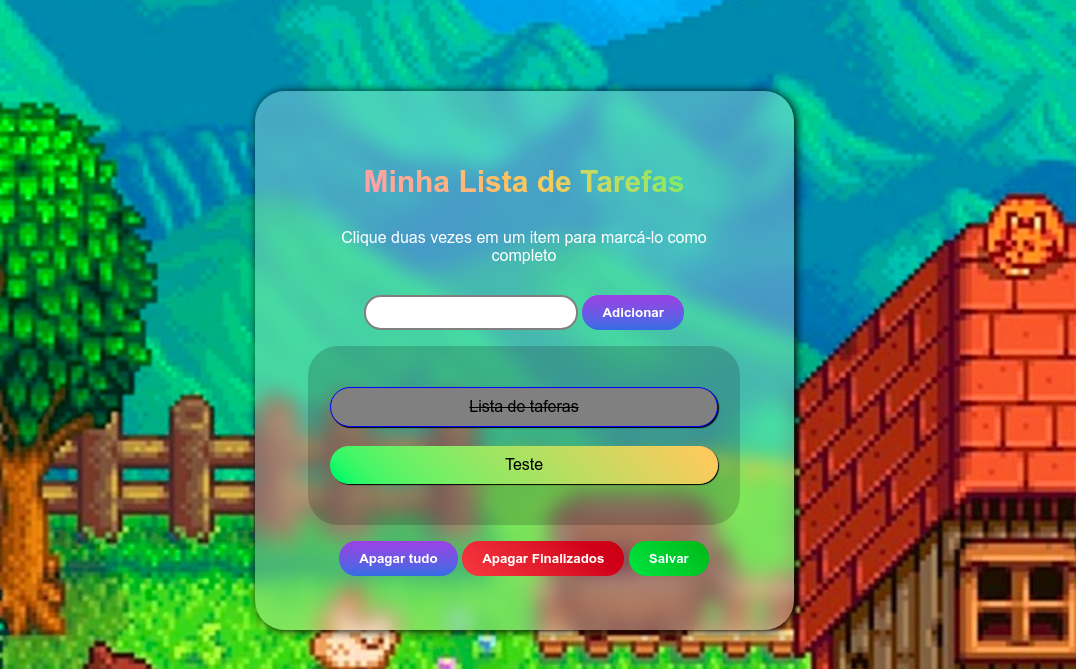 Minha Lista de Tarefas
Clique duas vezes em um item para marcá-lo como
completo
Adicionar
Lista de taferas
Teste
Apagar tudo Apagar Finalizados Salvar